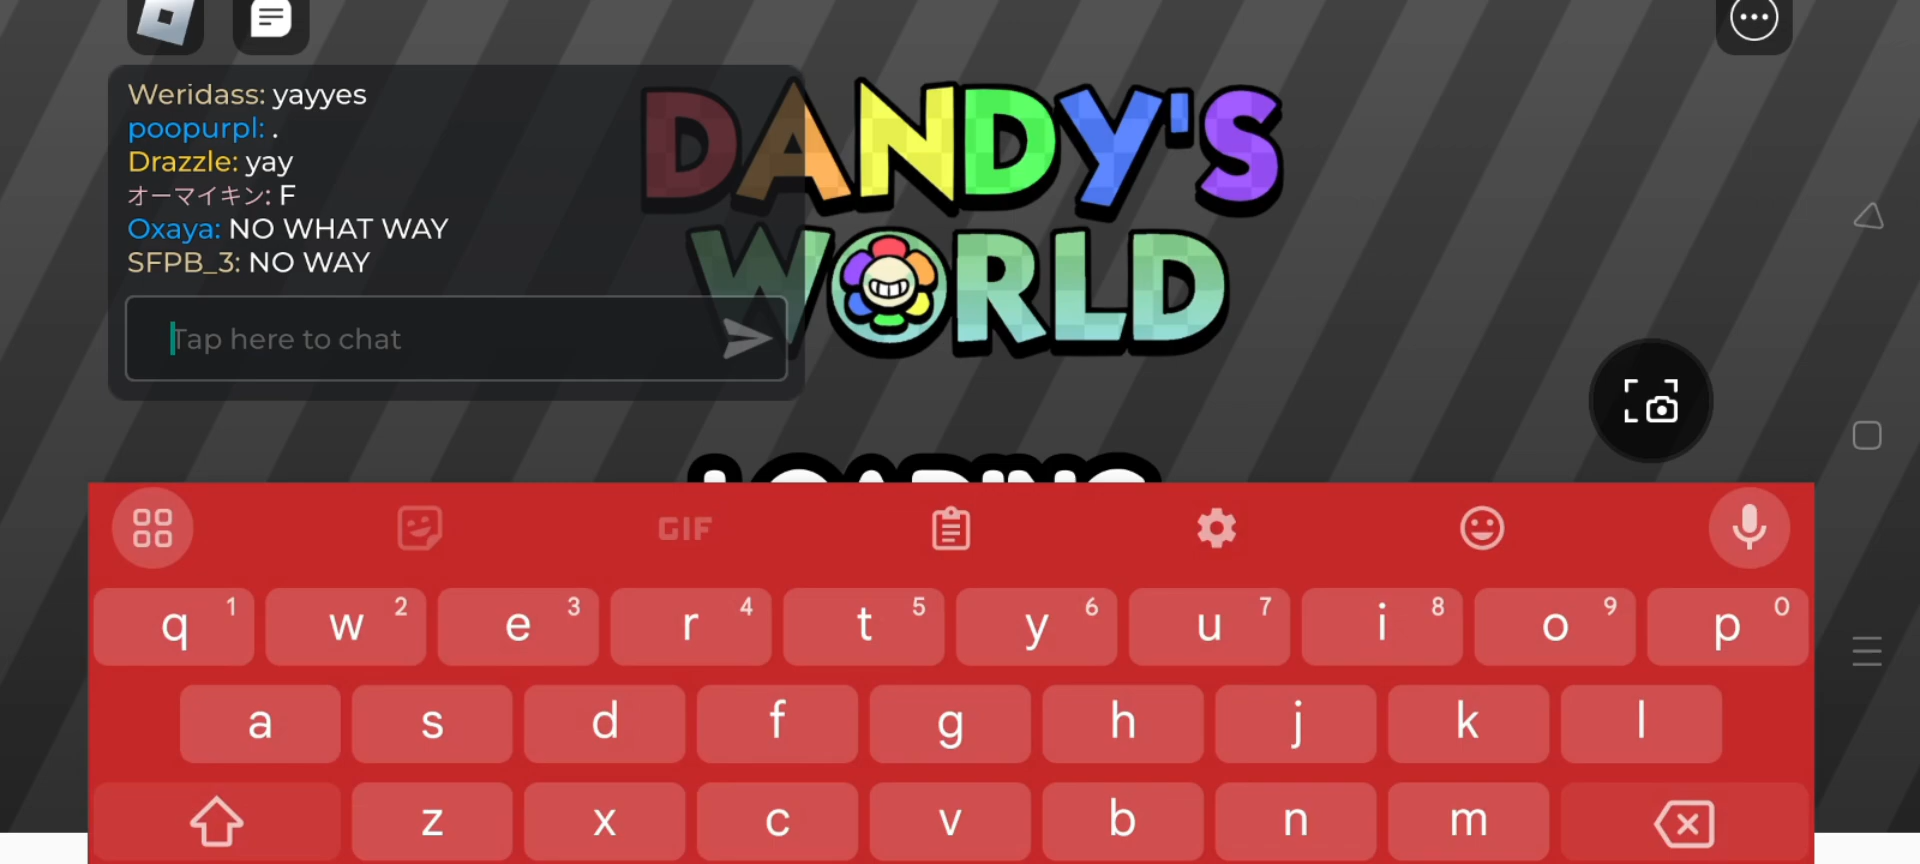 Weridass: yayyes
poopurpl: .
Drazzle: yay
オーマイキン: F
Oxaya: NO WHAT WAY
SFPB_3: NO WAY
Tap here to chat
DANDY'S
WORLD
LOADING
GIF
q 1 w 2 e 3 r 4 t 5 y 6 u 7 i 8 o 9 p 0
a s d f g h j k l
z x c v b n m